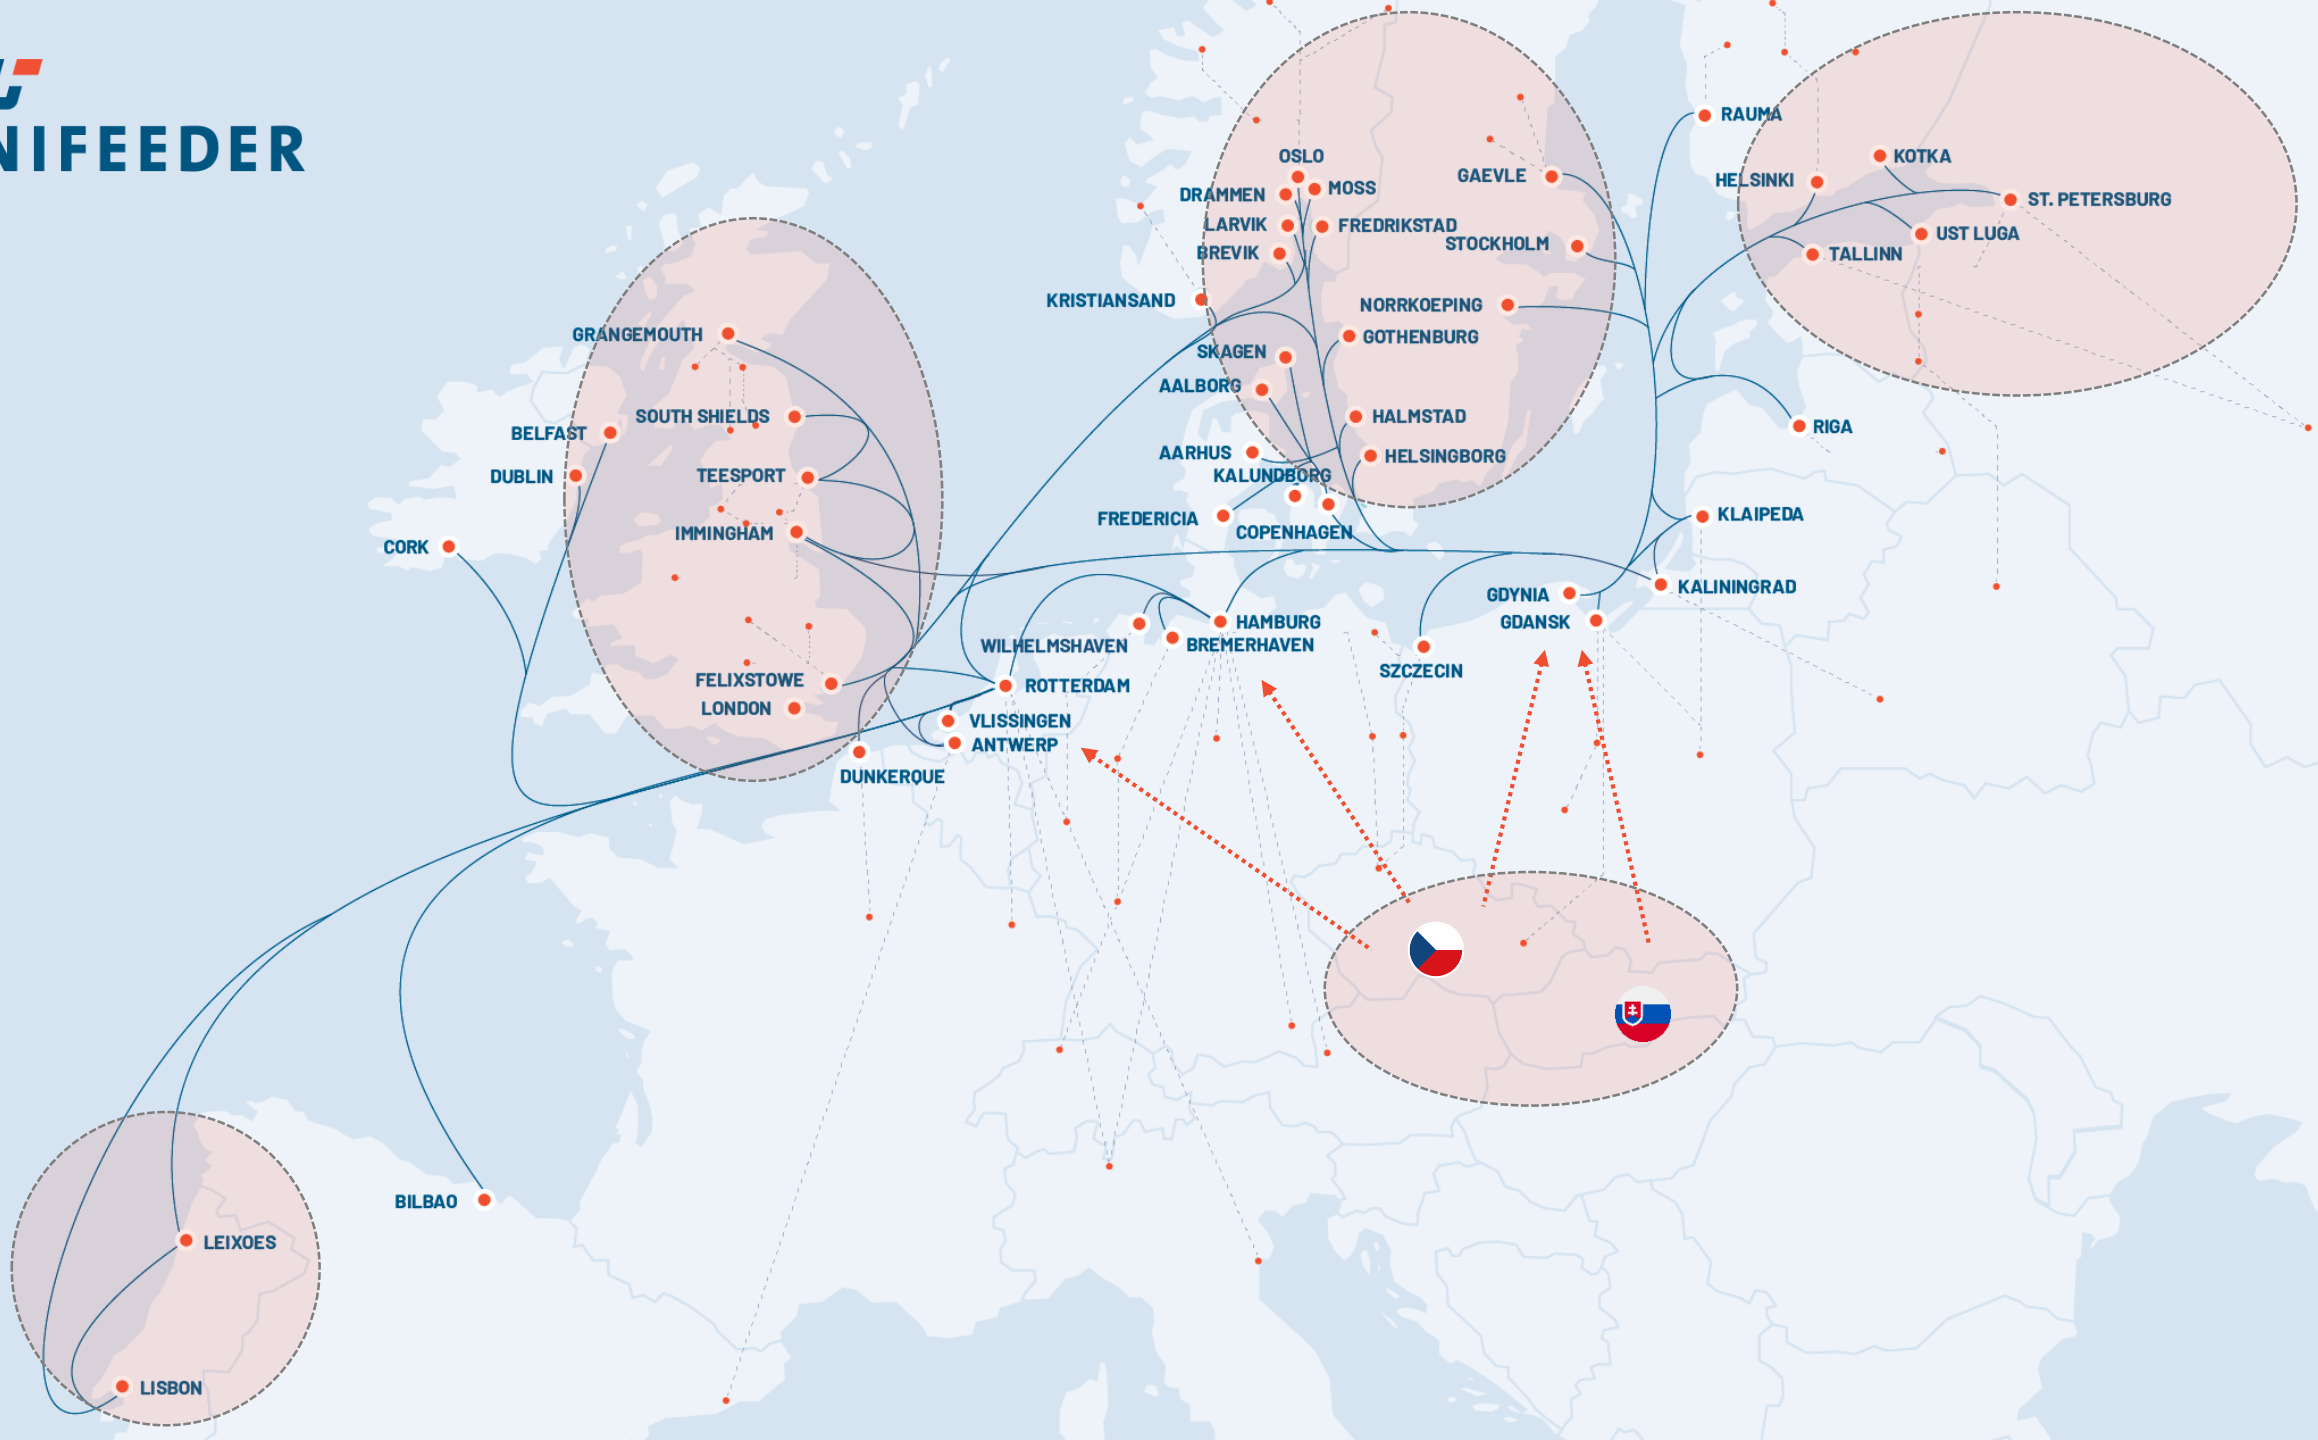 NIFEEDER
RAUMA
OSLO
KOTKA
DRAMMEN
MOSS
GAEVLE
HELSINKI
ST. PETERSBURG
LARVIK
FREDRIKSTAD
STOCKHOLM
UST LUGA
BREVIK
TALLINN
KRISTIANSAND
NORRKOEPING
GRANGEMOUTH
GOTHENBURG
SKAGEN
AALBORG
SOUTH SHIELDS
HALMSTAD
BELFAST
RIGA
AARHUS
HELSINGBORG
DUBLIN
TEESPORT
KALUNDBORG
FREDERICIA
KLAIPEDA
IMMINGHAM
COPENHAGEN
CORK
KALININGRAD
GDYNIA
HAMBURG
GDANSK
WILHELMSHAVEN
BREMERHAVEN
SZCZECIN
FELIXSTOWE
ROTTERDAM
LONDON
VLISSINGEN
ANTWERP
DUNKERQUE
BILBAO
LEIXOES
LISBON